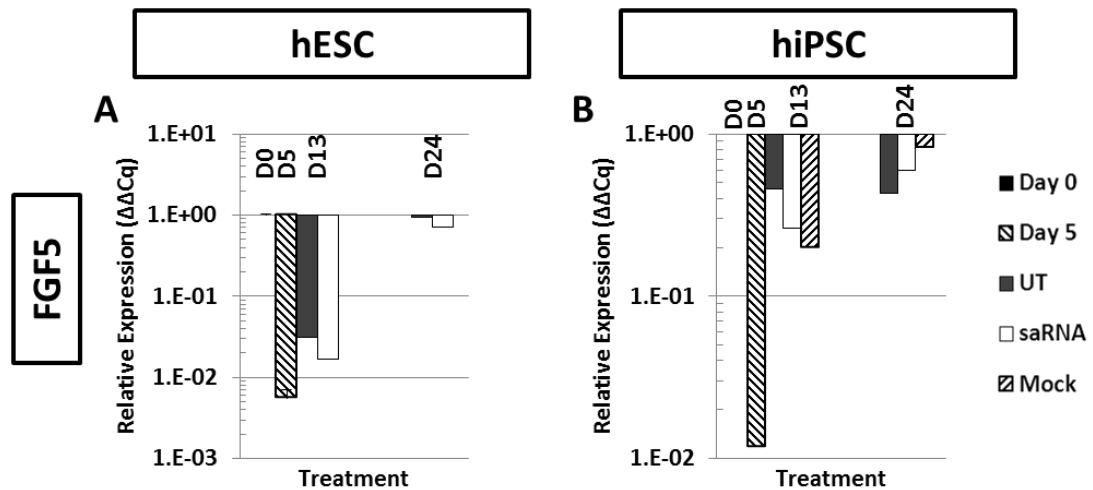 hESC
hiPSC
FGF5
A
Relative Expression (ΔΔCq)
1.E+01
1.E+00
1.E-01
1.E-02
1.E-03
D0
D5
D13
D24
Treatment
B
Relative Expression (ΔΔCq)
1.E+00
1.E-01
1.E-02
D0
D5
D13
D24
Treatment
Day 0
Day 5
UT
saRNA
Mock